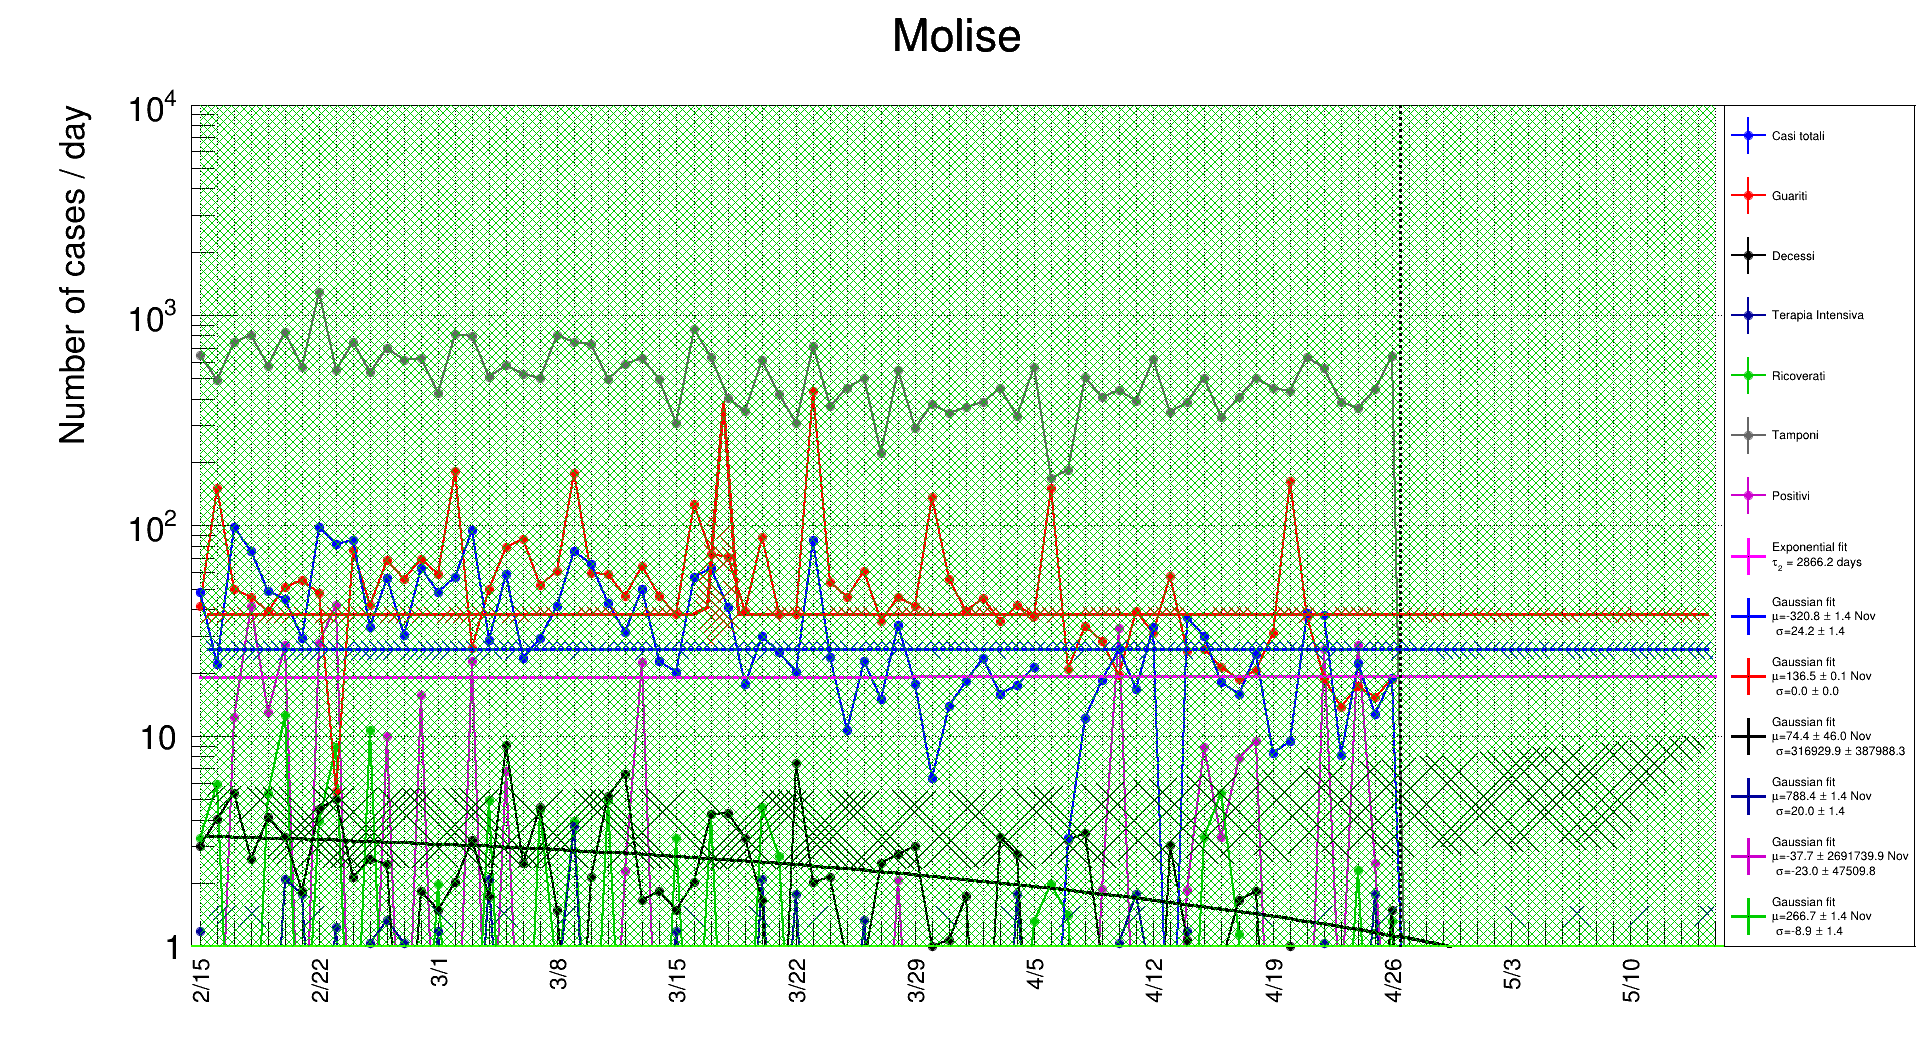 Molise
Number of cases / day
10⁴
10³
10²
10
1
2/15
2/22
3/1
3/8
3/15
3/22
3/29
4/5
4/12
4/19
4/26
5/3
5/10
Casi totali
Guariti
Decessi
Terapia Intensiva
Ricoverati
Tamponi
Positivi
Exponential fit
τ₂ = 2866.2 days
Gaussian fit
μ=-320.8 ± 1.4 Nov
σ=24.2 ± 1.4
Gaussian fit
μ=136.5 ± 0.1 Nov
σ=0.0 ± 0.0
Gaussian fit
μ=74.4 ± 46.0 Nov
σ=316929.9 ± 387988.3
Gaussian fit
μ=788.4 ± 1.4 Nov
σ=20.0 ± 1.4
Gaussian fit
μ=-37.7 ± 2691739.9 Nov
σ=-23.0 ± 47509.8
Gaussian fit
μ=266.7 ± 1.4 Nov
σ=-8.9 ± 1.4